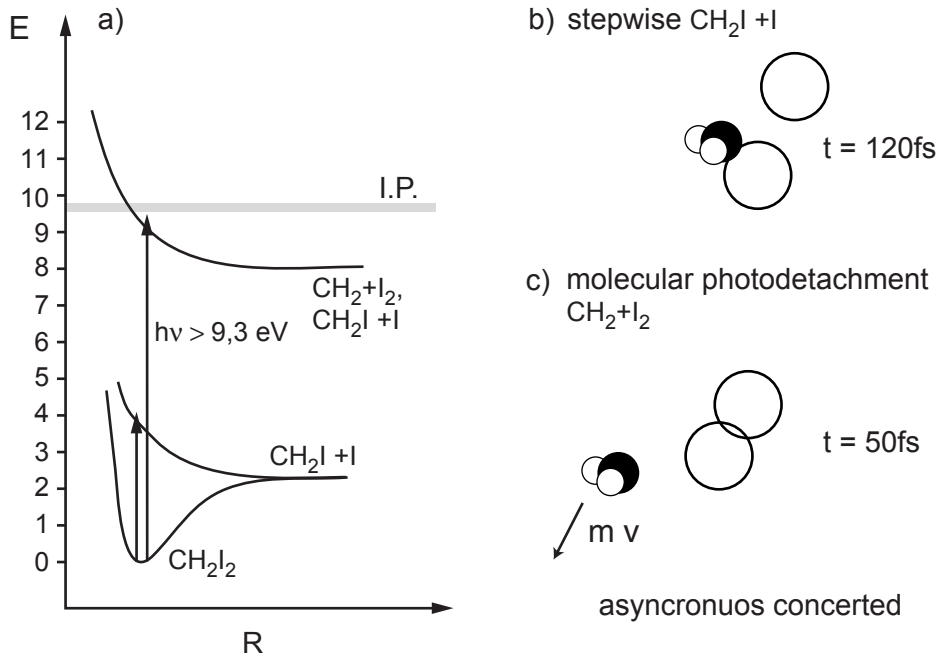 E
a)
12
11
10
9
8
7
6
5
4
3
2
1
0
I.P.
CH₂+I₂,
CH₂I +I
hν > 9,3 eV
CH₂I +I
CH₂I₂
R
b) stepwise CH₂I +I
t = 120fs
c) molecular photodetachment
CH₂+I₂
t = 50fs
m v
asyncronuos concerted